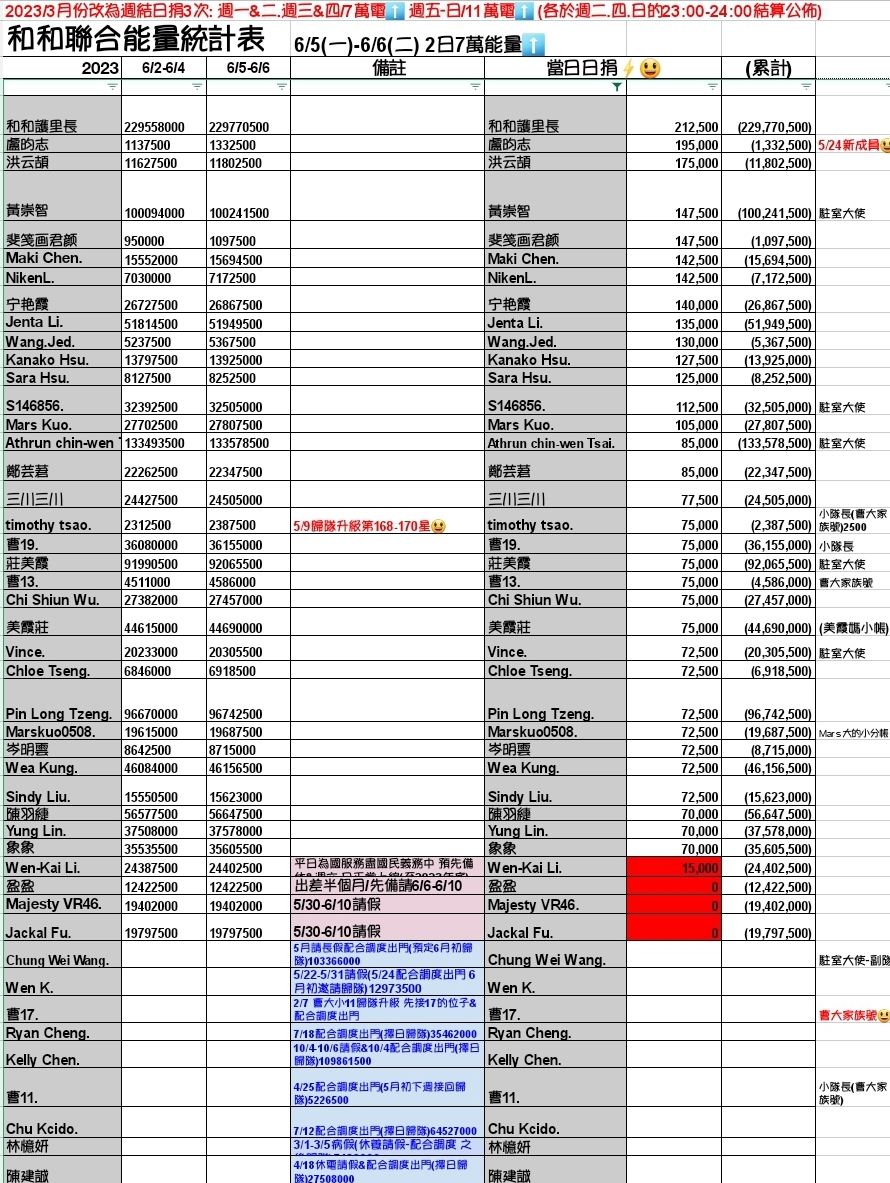 2023/3月份改為週結日捐3次: 週一&二.週三&四/7萬電⬆️ 週五-日/11萬電⬆️ (各於週二.四.日的23:00-24:00結算公佈)
和和聯合能量統計表 6/5(一)-6/6(二) 2日7萬能量⬆️
2023 6/2-6/4 6/5-6/6 備註 當日日捐⚡😃 (累計)
和和護里長 229558000 229770500 和和護里長 212,500 (229,770,500)
盧昀志 1137500 1332500 盧昀志 195,000 (1,332,500) 5/24新成員😃
洪云頡 11627500 11802500 洪云頡 175,000 (11,802,500)
黃崇智 100094000 100241500 黃崇智 147,500 (100,241,500) 駐室大使
斐笺画君颜 950000 1097500 斐笺画君颜 147,500 (1,097,500)
Maki Chen. 15552000 15694500 Maki Chen. 142,500 (15,694,500)
NikenL. 7030000 7172500 NikenL. 142,500 (7,172,500)
宁艳霞 26727500 26867500 宁艳霞 140,000 (26,867,500)
Jenta Li. 51814500 51949500 Jenta Li. 135,000 (51,949,500)
Wang.Jed. 5237500 5367500 Wang.Jed. 130,000 (5,367,500)
Kanako Hsu. 13797500 13925000 Kanako Hsu. 127,500 (13,925,000)
Sara Hsu. 8127500 8252500 Sara Hsu. 125,000 (8,252,500)
S146856. 32392500 32505000 S146856. 112,500 (32,505,000) 駐室大使
Mars Kuo. 27702500 27807500 Mars Kuo. 105,000 (27,807,500)
Athrun chin-wen 133493500 133578500 Athrun chin-wen Tsai. 85,000 (133,578,500) 駐室大使
鄭芸莙 22262500 22347500 鄭芸莙 85,000 (22,347,500)
三川三川 24427500 24505000 三川三川 77,500 (24,505,000)
timothy tsao. 2312500 2387500 5/9歸隊升級第168-170星😃 timothy tsao. 75,000 (2,387,500) 小隊長(曹大家族號)2500
曹19. 36080000 36155000 曹19. 75,000 (36,155,000) 小隊長
莊美霞 91990500 92065500 莊美霞 75,000 (92,065,500) 駐室大使
曹13. 4511000 4586000 曹13. 75,000 (4,586,000) 曹大家族號
Chi Shiun Wu. 27382000 27457000 Chi Shiun Wu. 75,000 (27,457,000)
美霞莊 44615000 44690000 美霞莊 75,000 (44,690,000) (美霞媽小帳)
Vince. 20233000 20305500 Vince. 72,500 (20,305,500) 駐室大使
Chloe Tseng. 6846000 6918500 Chloe Tseng. 72,500 (6,918,500)
Pin Long Tzeng. 96670000 96742500 Pin Long Tzeng. 72,500 (96,742,500)
Marskuo0508. 19615000 19687500 Marskuo0508. 72,500 (19,687,500) Mars大的小分帳
岑明雲 8642500 8715000 岑明雲 72,500 (8,715,000)
Wea Kung. 46084000 46156500 Wea Kung. 72,500 (46,156,500)
Sindy Liu. 15550500 15623000 Sindy Liu. 72,500 (15,623,000)
陳羽緁 56577500 56647500 陳羽緁 70,000 (56,647,500)
Yung Lin. 37508000 37578000 Yung Lin. 70,000 (37,578,000)
象象 35535500 35605500 象象 70,000 (35,605,500)
Wen-Kai Li. 24387500 24402500 平日為國服務盡國民義務中 預先備 Wen-Kai Li. 15,000 (24,402,500)
盈盈 12422500 12422500 出差半個月/先備請6/6-6/10 盈盈 0 (12,422,500)
Majesty VR46. 19402000 19402000 5/30-6/10請假 Majesty VR46. 0 (19,402,000)
Jackal Fu. 19797500 19797500 5/30-6/10請假 Jackal Fu. 0 (19,797,500)
Chung Wei Wang. 5月請長假配合調度出門(預定6月初歸隊)103366000 Chung Wei Wang. 駐室大使-副隊
Wen K. 5/22-5/31請假(5/24配合調度出門 6月初邀請歸隊)12973500 Wen K.
曹17. 2/7 曹大小11歸隊升級 先接17的位子&配合調度出門 曹17. 曹大家族號😃
Ryan Cheng. 7/18配合調度出門(擇日歸隊)35462000 Ryan Cheng.
Kelly Chen. 10/4-10/6請假&10/4配合調度出門(擇日歸隊)109861500 Kelly Chen.
曹11. 4/25配合調度出門(5月初下週接回歸隊)5226500 曹11. 小隊長(曹大家族號)
Chu Kcido. 7/12配合調度出門(擇日歸隊)64527000 Chu Kcido.
林檍妍 3/1-3/5病假(休養請假-配合調度 之 林檍妍
陳建誠 4/18休電請假&配合調度出門(擇日歸隊)27508000 陳建誠